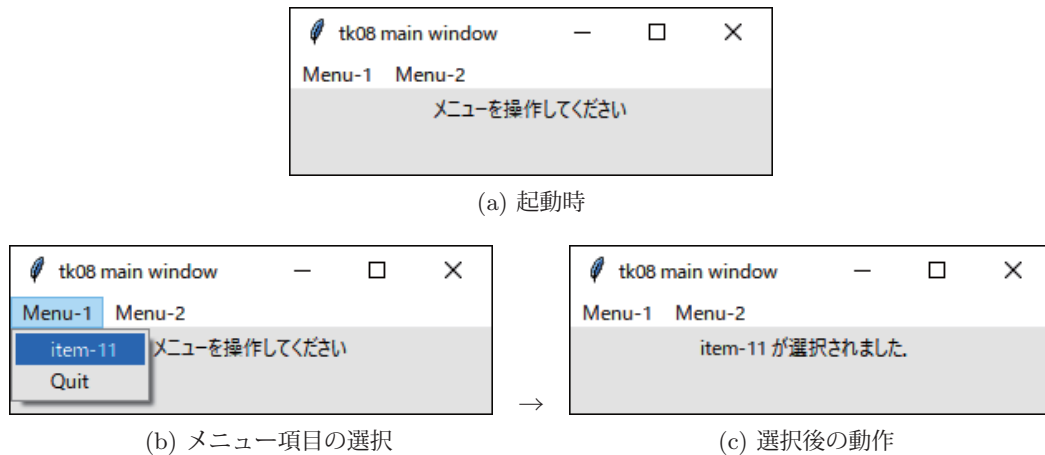 tk08 main window
Menu-1 Menu-2
メニューを操作してください
(a) 起動時
tk08 main window
Menu-1 Menu-2
item-11 メニューを操作してください
Quit
(b) メニュー項目の選択
→
tk08 main window
Menu-1 Menu-2
item-11 が選択されました.
(c) 選択後の動作